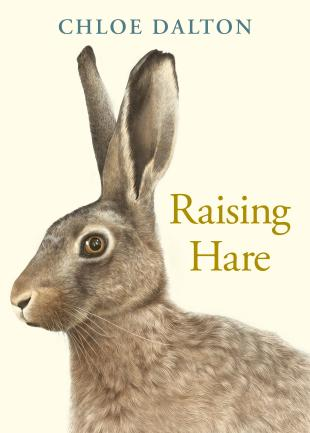 CHLOE DALTON
Raising
Hare